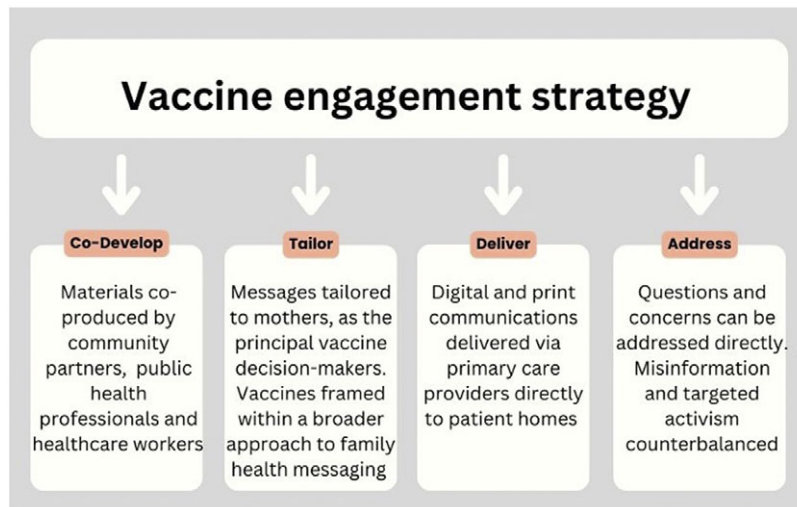 Vaccine engagement strategy
Co-Develop
Materials co-
produced by
community
partners, public
health
professionals and
healthcare workers
Tailor
Messages tailored
to mothers, as the
principal vaccine
decision-makers.
Vaccines framed
within a broader
approach to family
health messaging
Deliver
Digital and print
communications
delivered via
primary care
providers directly
to patient homes
Address
Questions and
concerns can be
addressed directly.
Misinformation
and targeted
activism
counterbalanced